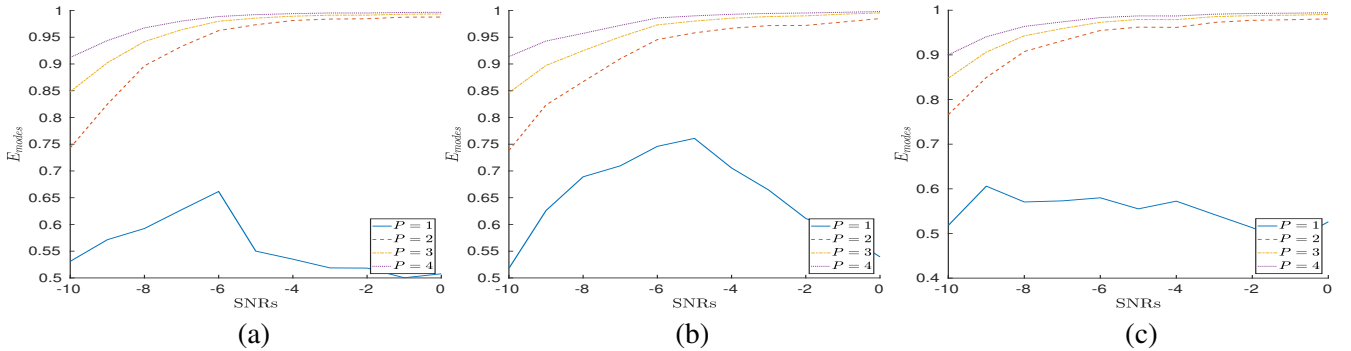 1
0.95
0.9
0.85
0.8
0.75
0.7
0.65
0.6
0.55
0.5
E_modes
-10 -8 -6 -4 -2 0
SNRs
P = 1
P = 2
P = 3
P = 4
(a)
1
0.95
0.9
0.85
0.8
0.75
0.7
0.65
0.6
0.55
0.5
E_modes
-10 -8 -6 -4 -2 0
SNRs
P = 1
P = 2
P = 3
P = 4
(b)
1
0.9
0.8
0.7
0.6
0.5
0.4
E_modes
-10 -8 -6 -4 -2 0
SNRs
P = 1
P = 2
P = 3
P = 4
(c)